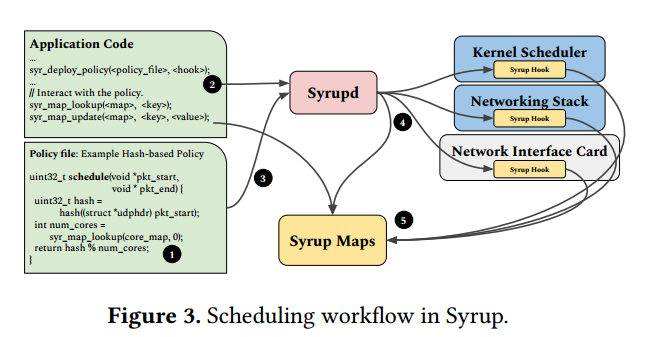 Application Code
...
syr_deploy_policy(<policy_file>, <hook>);
...
// Interact with the policy.
syr_map_lookup(<map>, <key>);
syr_map_update(<map>, <key>, <value>);
2
Policy file: Example Hash-based Policy
uint32_t schedule(void *pkt_start,
void * pkt_end) {
uint32_t hash =
hash((struct *udphdr) pkt_start);
int num_cores =
syr_map_lookup(core_map, 0);
return hash % num_cores;
}
1
3
Syrupd
4
Kernel Scheduler
Syrup Hook
Networking Stack
Syrup Hook
Network Interface Card
Syrup Hook
Syrup Maps
5
Figure 3. Scheduling workflow in Syrup.